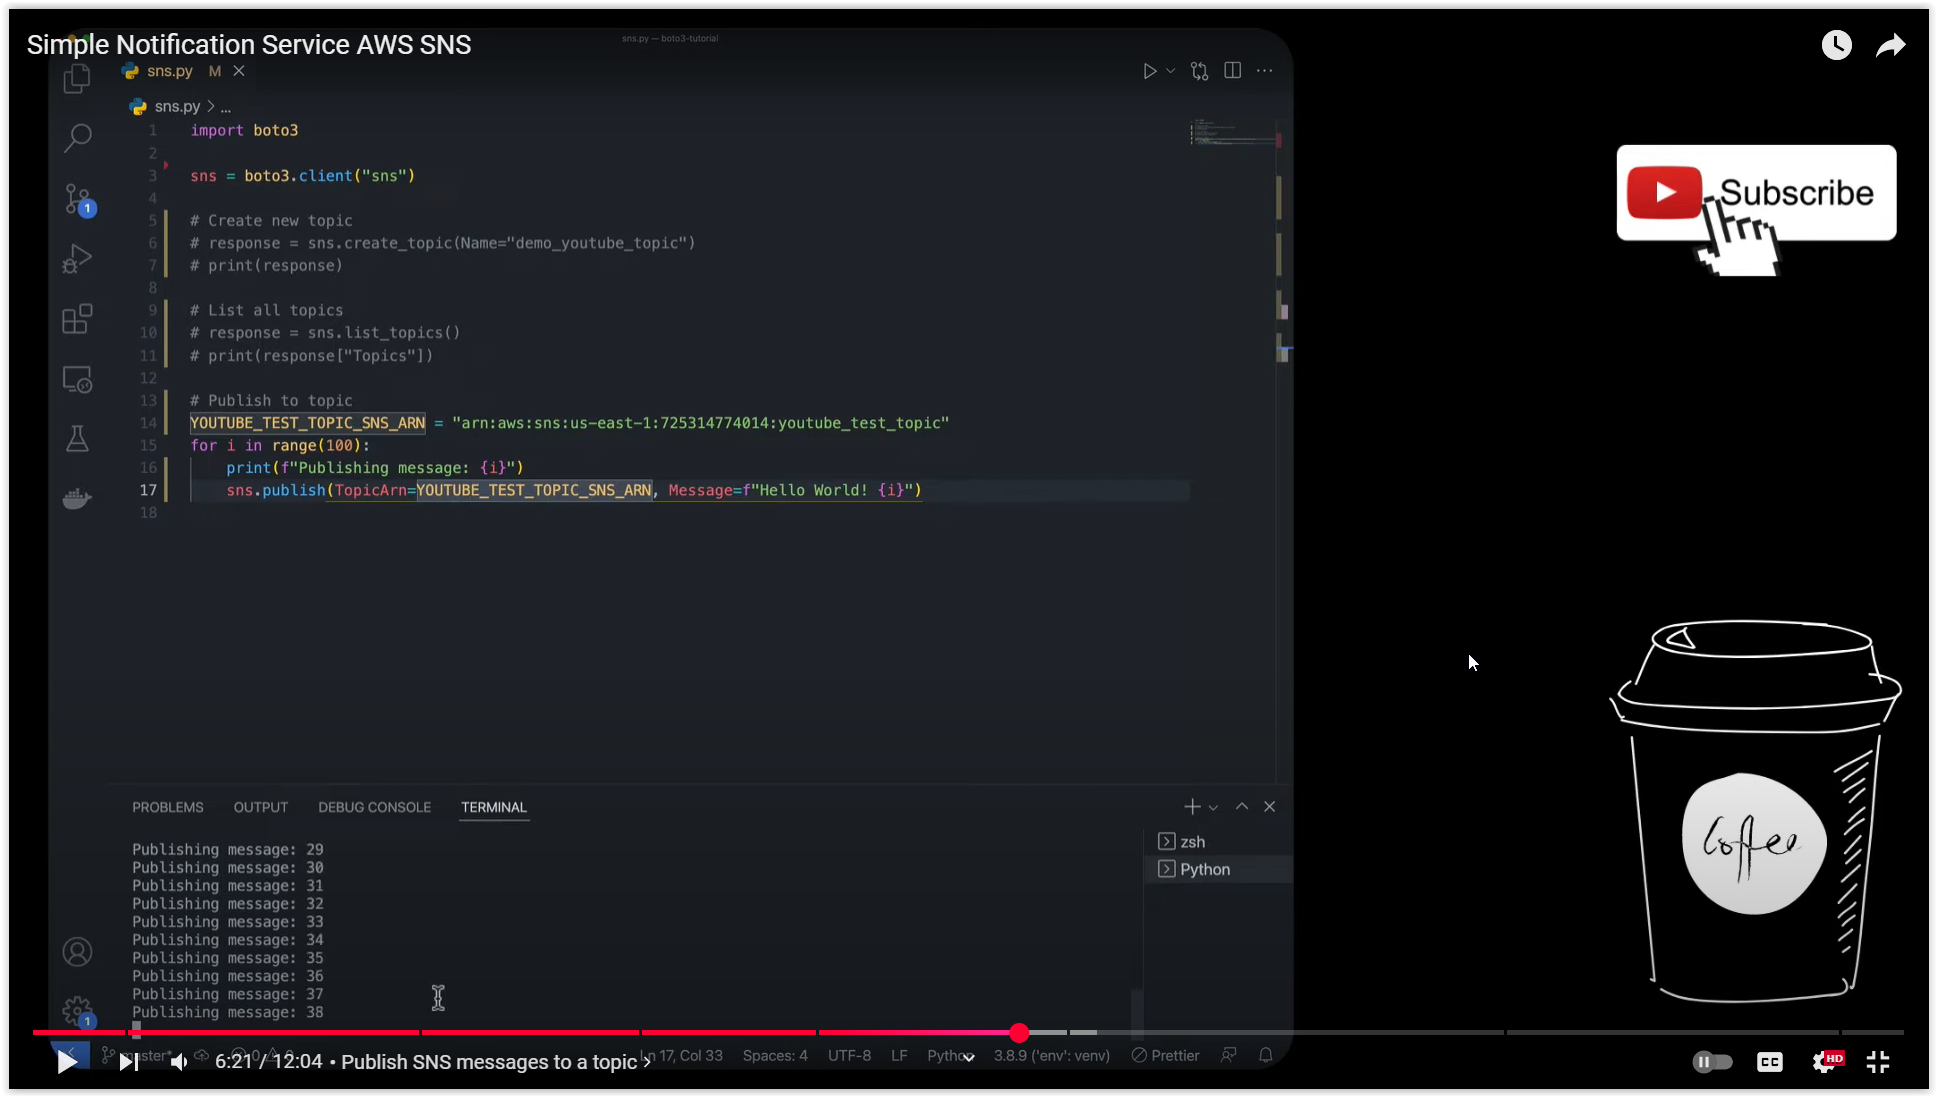 Simple Notification Service AWS SNS
sns.py — boto3-tutorial
sns.py M
sns.py > ...
1 import boto3
2
3 sns = boto3.client("sns")
4
5 # Create new topic
6 # response = sns.create_topic(Name="demo_youtube_topic")
7 # print(response)
8
9 # List all topics
10 # response = sns.list_topics()
11 # print(response["Topics"])
12
13 # Publish to topic
14 YOUTUBE_TEST_TOPIC_SNS_ARN = "arn:aws:sns:us-east-1:725314774014:youtube_test_topic"
15 for i in range(100):
16 print(f"Publishing message: {i}")
17 sns.publish(TopicArn=YOUTUBE_TEST_TOPIC_SNS_ARN, Message=f"Hello World! {i}")
18
1
Subscribe
PROBLEMS OUTPUT DEBUG CONSOLE TERMINAL
zsh
Python
Publishing message: 29
Publishing message: 30
Publishing message: 31
Publishing message: 32
Publishing message: 33
Publishing message: 34
Publishing message: 35
Publishing message: 36
Publishing message: 37
Publishing message: 38
1
Coffee
master*
6:21 / 12:04 • Publish SNS messages to a topic >
Ln 17, Col 33 Spaces: 4 UTF-8 LF Python 3.8.9 ('env': venv) Prettier
CC HD